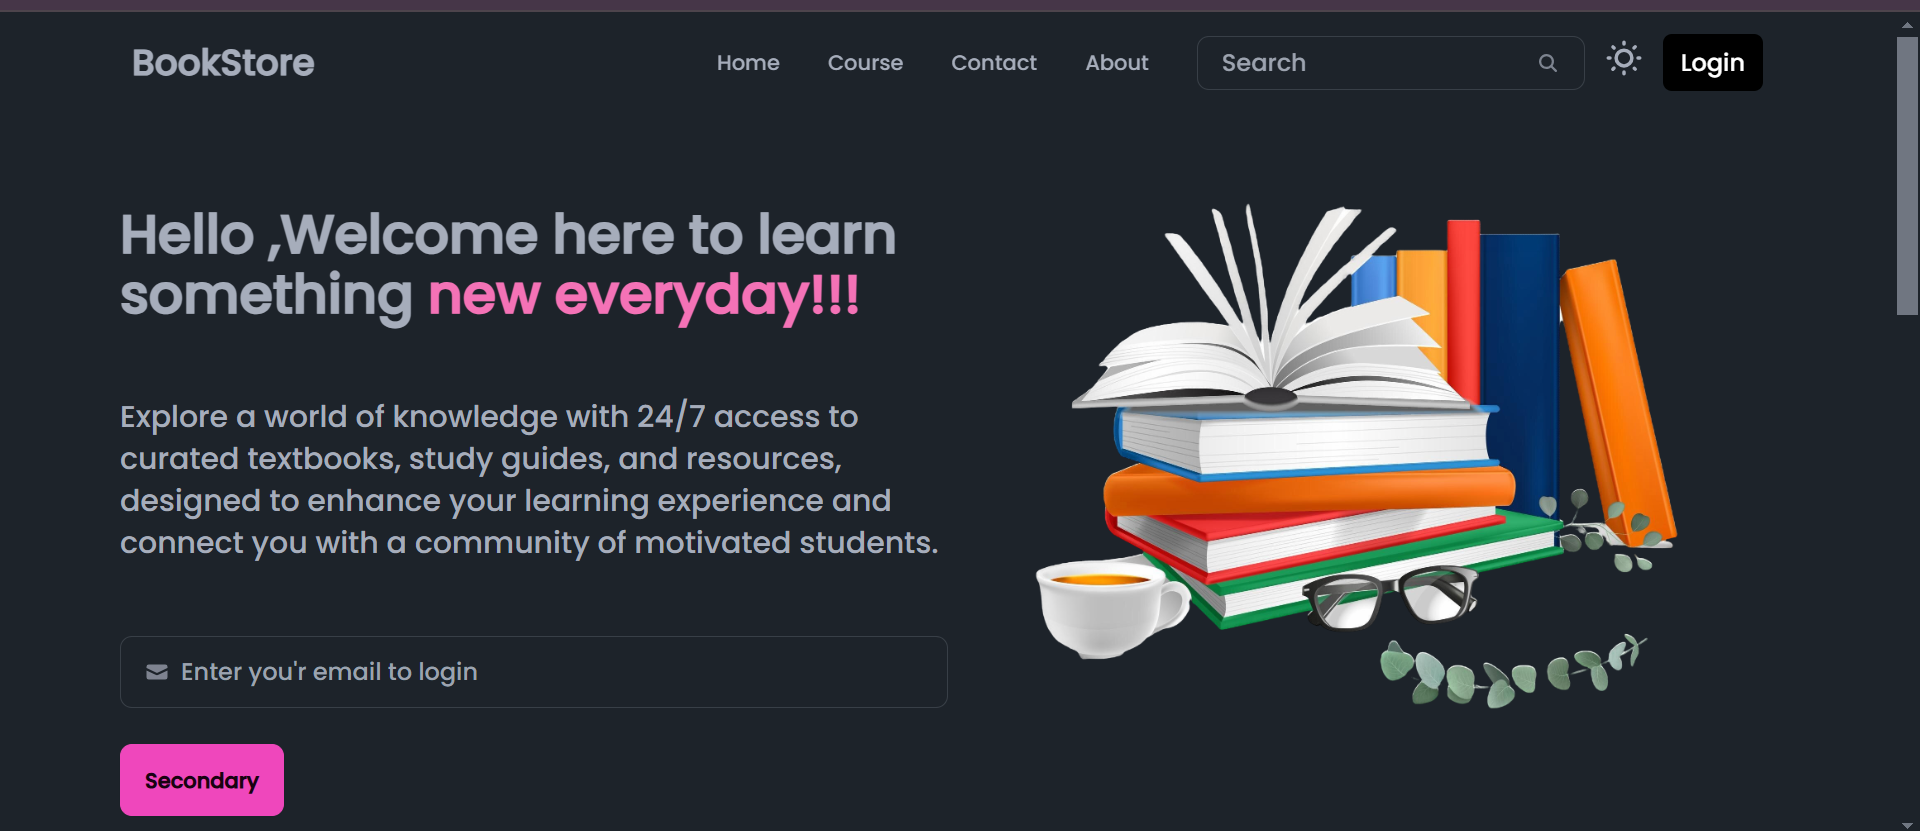 BookStore
Home
Course
Contact
About
Search
Login
Hello ,Welcome here to learn
something new everyday!!!
Explore a world of knowledge with 24/7 access to
curated textbooks, study guides, and resources,
designed to enhance your learning experience and
connect you with a community of motivated students.
Enter you'r email to login
Secondary